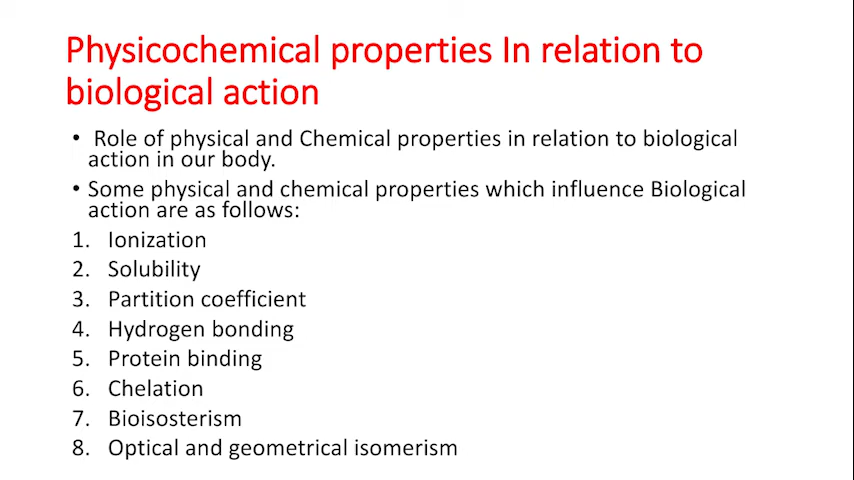 Physicochemical properties In relation to
biological action
• Role of physical and Chemical properties in relation to biological
action in our body.
• Some physical and chemical properties which influence Biological
action are as follows:
1. Ionization
2. Solubility
3. Partition coefficient
4. Hydrogen bonding
5. Protein binding
6. Chelation
7. Bioisosterism
8. Optical and geometrical isomerism